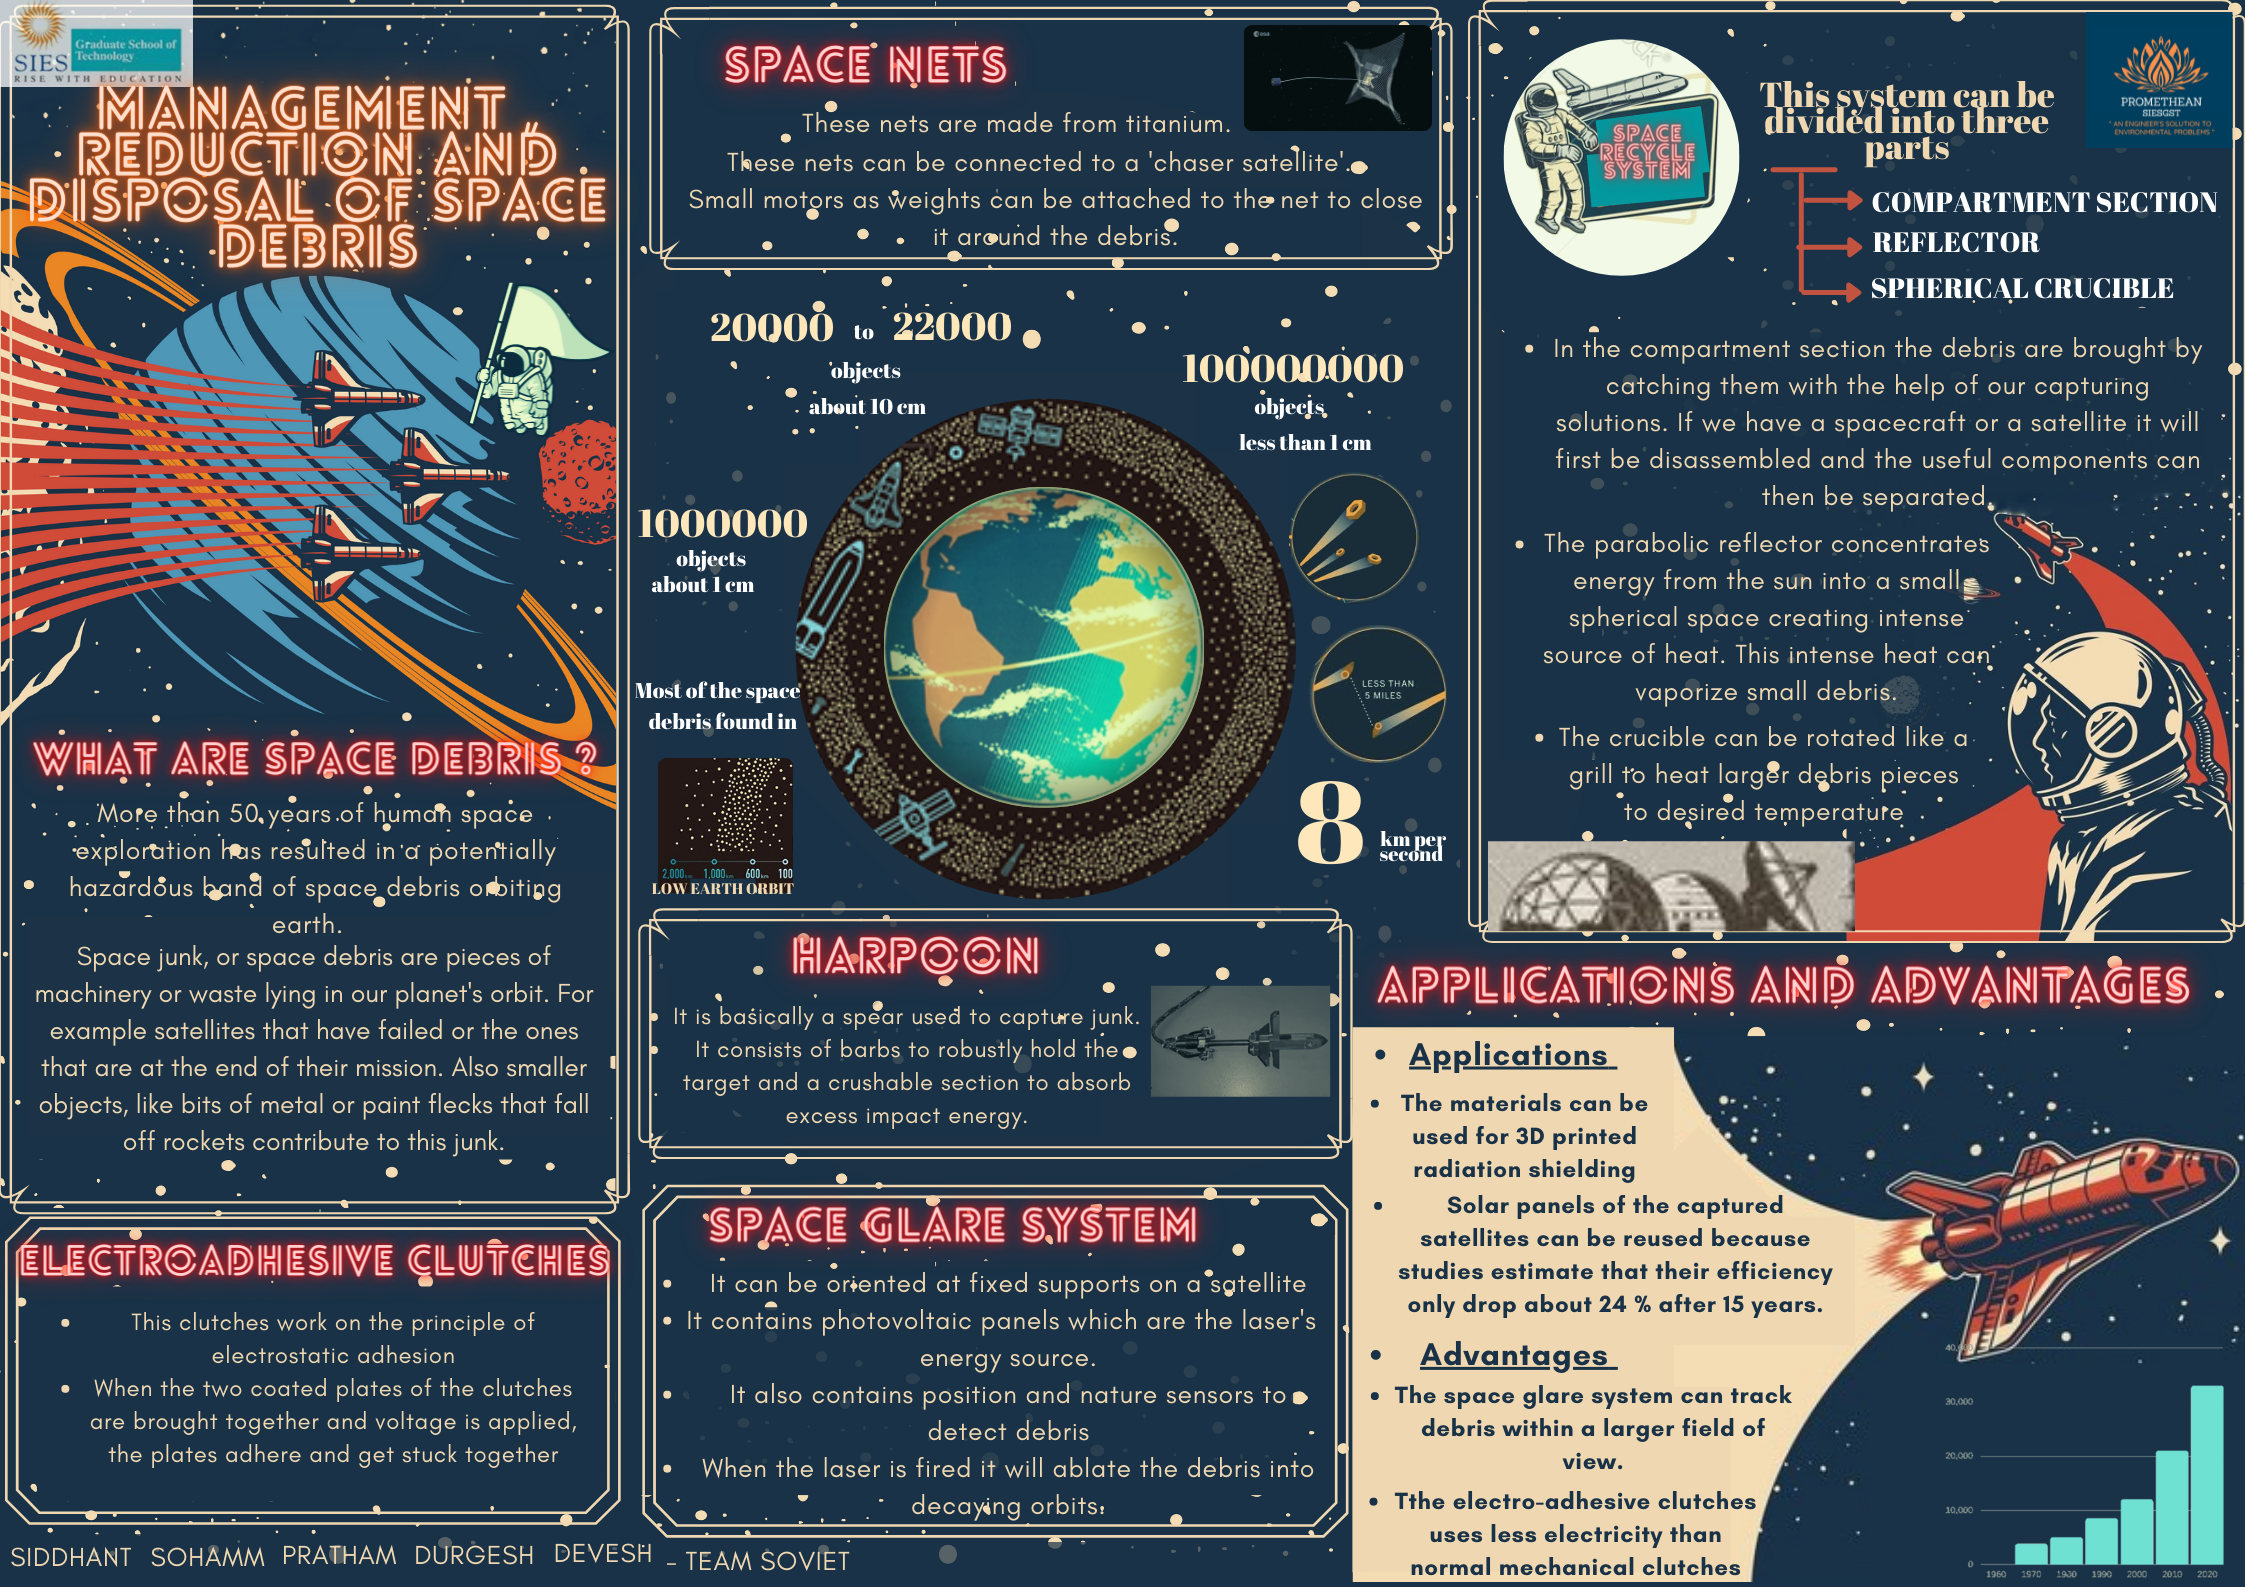 SIES
Graduate School of
Technology
RISE WITH EDUCATION
MANAGEMENT ,
REDUCTION AND
DISPOSAL OF SPACE
DEBRIS
WHAT ARE SPACE DEBRIS ?
More than 50 years of human space
exploration has resulted in a potentially
hazardous band of space debris orbiting
earth.
Space junk, or space debris are pieces of
machinery or waste lying in our planet's orbit. For
example satellites that have failed or the ones
that are at the end of their mission. Also smaller
objects, like bits of metal or paint flecks that fall
off rockets contribute to this junk.
ELECTROADHESIVE CLUTCHES
• This clutches work on the principle of
electrostatic adhesion
• When the two coated plates of the clutches
are brought together and voltage is applied,
the plates adhere and get stuck together
SIDDHANT SOHAMM PRATHAM DURGESH DEVESH - TEAM SOVIET
SPACE NETS
esa
These nets are made from titanium.
These nets can be connected to a 'chaser satellite'.
Small motors as weights can be attached to the net to close
it around the debris.
20000 to 22000
objects
about 10 cm
100000000
objects
less than 1 cm
1000000
objects
about 1 cm
LESS THAN
5 MILES
Most of the space
debris found in
2,000km 1,000km 600km 100
LOW EARTH ORBIT
8 km per
second
HARPOON
• It is basically a spear used to capture junk.
• It consists of barbs to robustly hold the
target and a crushable section to absorb
excess impact energy.
SPACE GLARE SYSTEM
• It can be oriented at fixed supports on a satellite
• It contains photovoltaic panels which are the laser's
energy source.
• It also contains position and nature sensors to
detect debris
• When the laser is fired it will ablate the debris into
decaying orbits.
SPACE
RECYCLE
SYSTEM
This system can be
divided into three
parts
PROMETHEAN
SIESGST
" AN ENGINEER'S SOLUTION TO
ENVIRONMENTAL PROBLEMS "
COMPARTMENT SECTION
REFLECTOR
SPHERICAL CRUCIBLE
• In the compartment section the debris are brought by
catching them with the help of our capturing
solutions. If we have a spacecraft or a satellite it will
first be disassembled and the useful components can
then be separated.
• The parabolic reflector concentrates
energy from the sun into a small
spherical space creating intense
source of heat. This intense heat can
vaporize small debris.
• The crucible can be rotated like a
grill to heat larger debris pieces
to desired temperature
APPLICATIONS AND ADVANTAGES
• Applications
• The materials can be
used for 3D printed
radiation shielding
• Solar panels of the captured
satellites can be reused because
studies estimate that their efficiency
only drop about 24 % after 15 years.
• Advantages
• The space glare system can track
debris within a larger field of
view.
• Tthe electro-adhesive clutches
uses less electricity than
normal mechanical clutches
40,000
30,000
20,000
10,000
0
1960 1970 1930 1990 2000 2010 2020